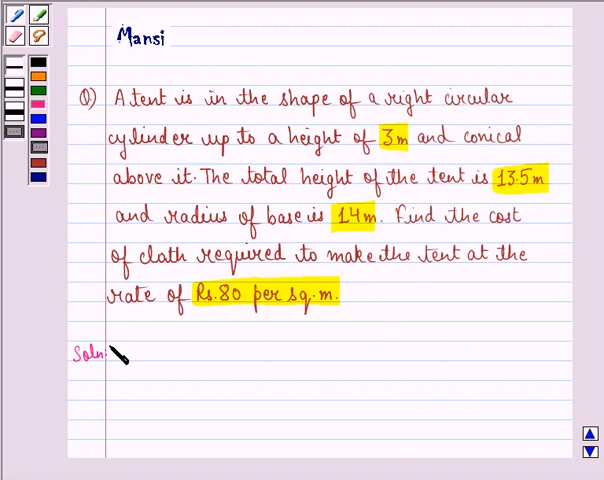 Mansi
Q) A tent is in the shape of a right circular
cylinder up to a height of 3m and conical
above it. The total height of the tent is 13.5m
and radius of base is 14m. Find the cost
of cloth required to make the tent at the
rate of Rs.80 per sq.m.
Soln: